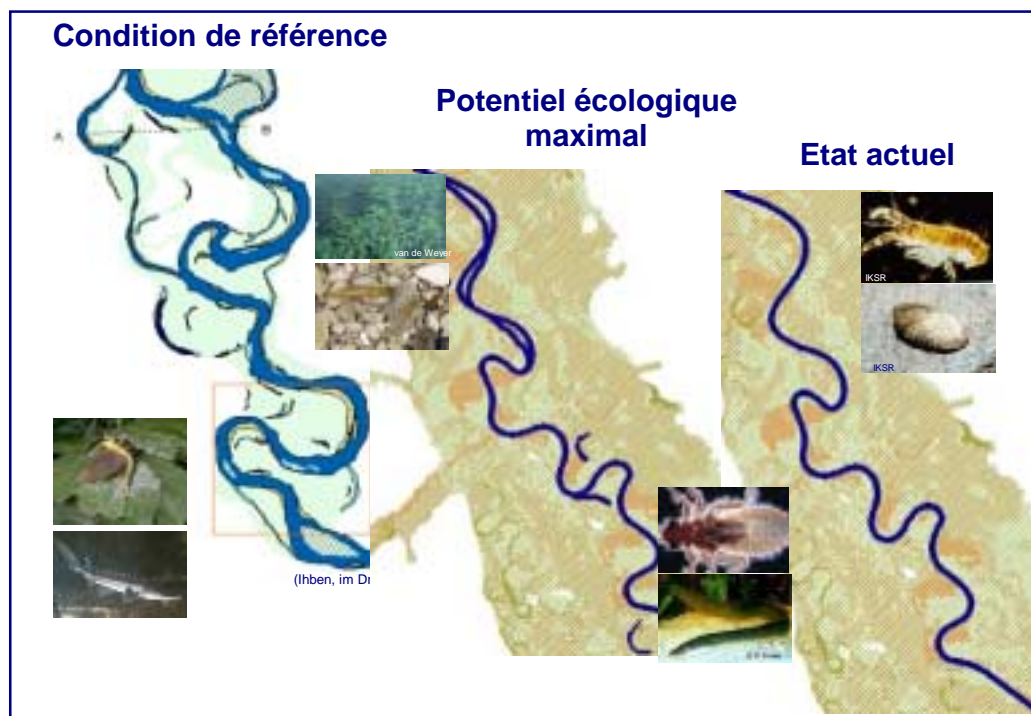 Condition de référence
Potentiel écologique
maximal
Etat actuel
A
B
van de Weyer
IKSR
IKSR
(Ihben, im Dr